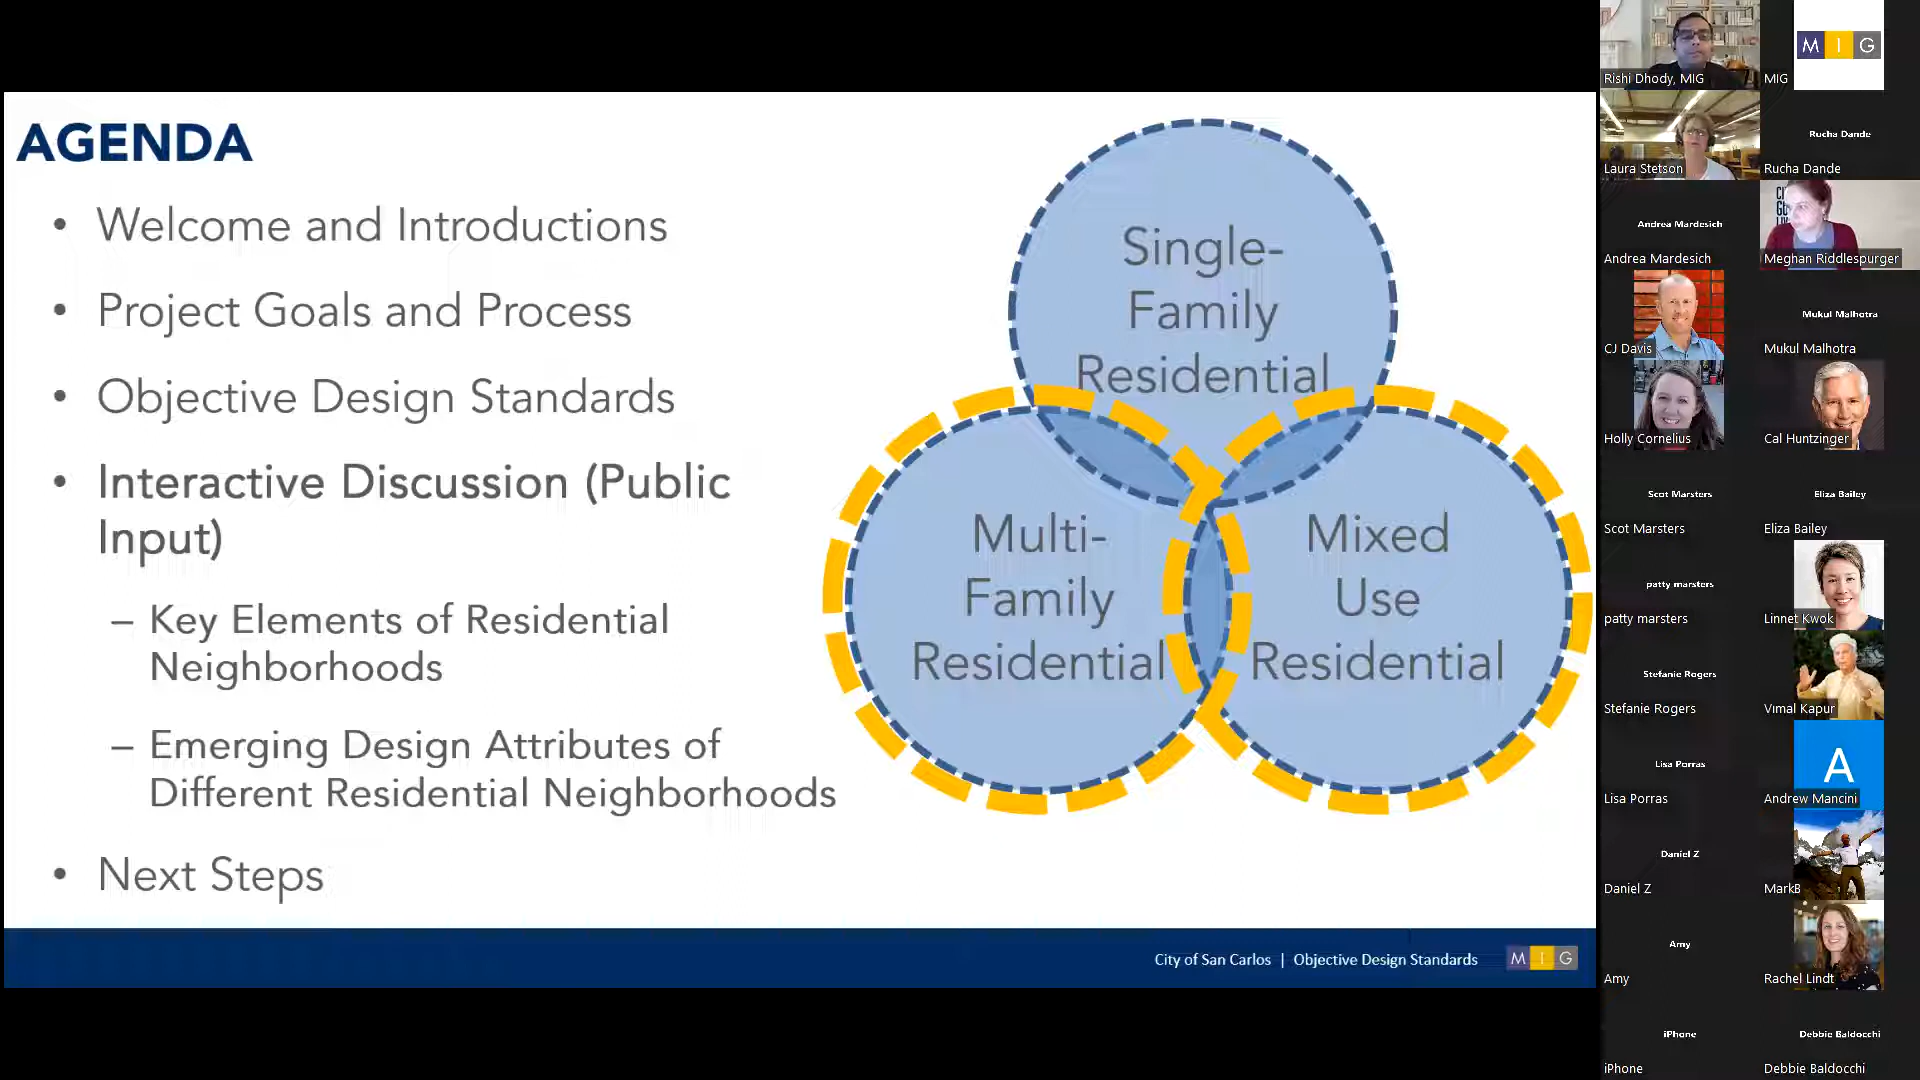 AGENDA
• Welcome and Introductions
• Project Goals and Process
• Objective Design Standards
• Interactive Discussion (Public
Input)
– Key Elements of Residential
Neighborhoods
– Emerging Design Attributes of
Different Residential Neighborhoods
• Next Steps
Single-
Family
Residential
Multi-
Family
Residential
Mixed
Use
Residential
City of San Carlos | Objective Design Standards
M I G
Rishi Dhody, MIG
M I G
MIG
Laura Stetson
Rucha Dande
Rucha Dande
Andrea Mardesich
Andrea Mardesich
Meghan Riddlespurger
CJ Davis
Mukul Malhotra
Mukul Malhotra
Holly Cornelius
Cal Huntzinger
Scot Marsters
Scot Marsters
Eliza Bailey
Eliza Bailey
patty marsters
patty marsters
Linnet Kwok
Stefanie Rogers
Stefanie Rogers
Vimal Kapur
Lisa Porras
Lisa Porras
A
Andrew Mancini
Daniel Z
Daniel Z
MarkB
Amy
Amy
Rachel Lindt
iPhone
iPhone
Debbie Baldocchi
Debbie Baldocchi